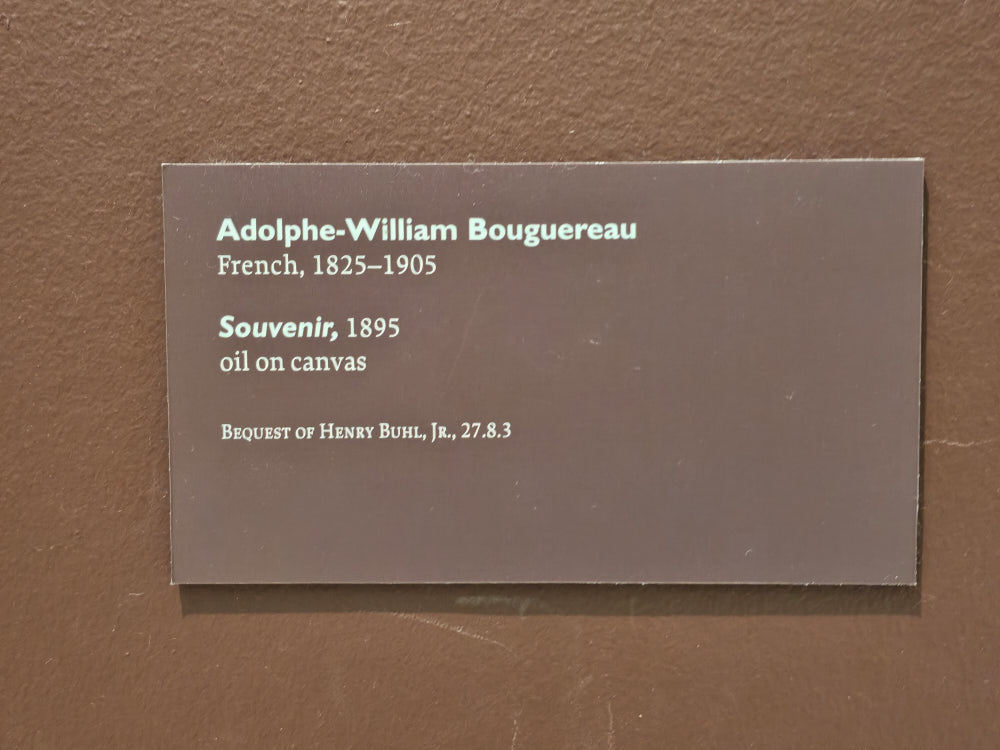 Adolphe-William Bouguereau
French, 1825–1905
Souvenir, 1895
oil on canvas
Bequest of Henry Buhl, Jr., 27.8.3